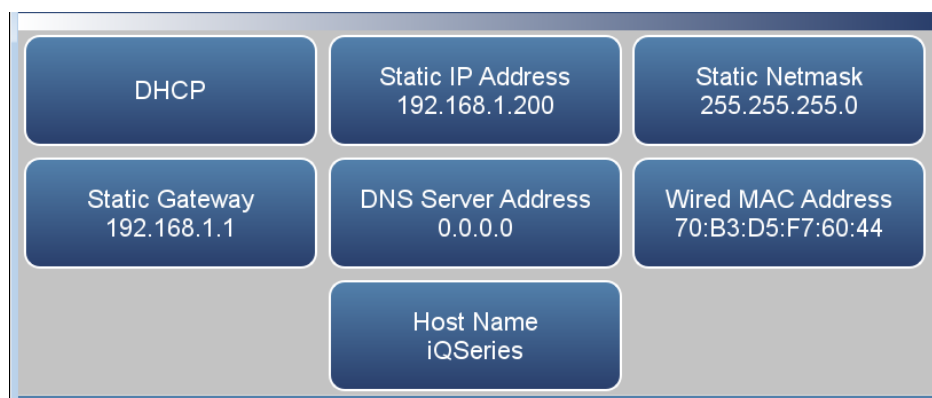 DHCP
Static IP Address
192.168.1.200
Static Netmask
255.255.255.0
Static Gateway
192.168.1.1
DNS Server Address
0.0.0.0
Wired MAC Address
70:B3:D5:F7:60:44
Host Name
iQSeries